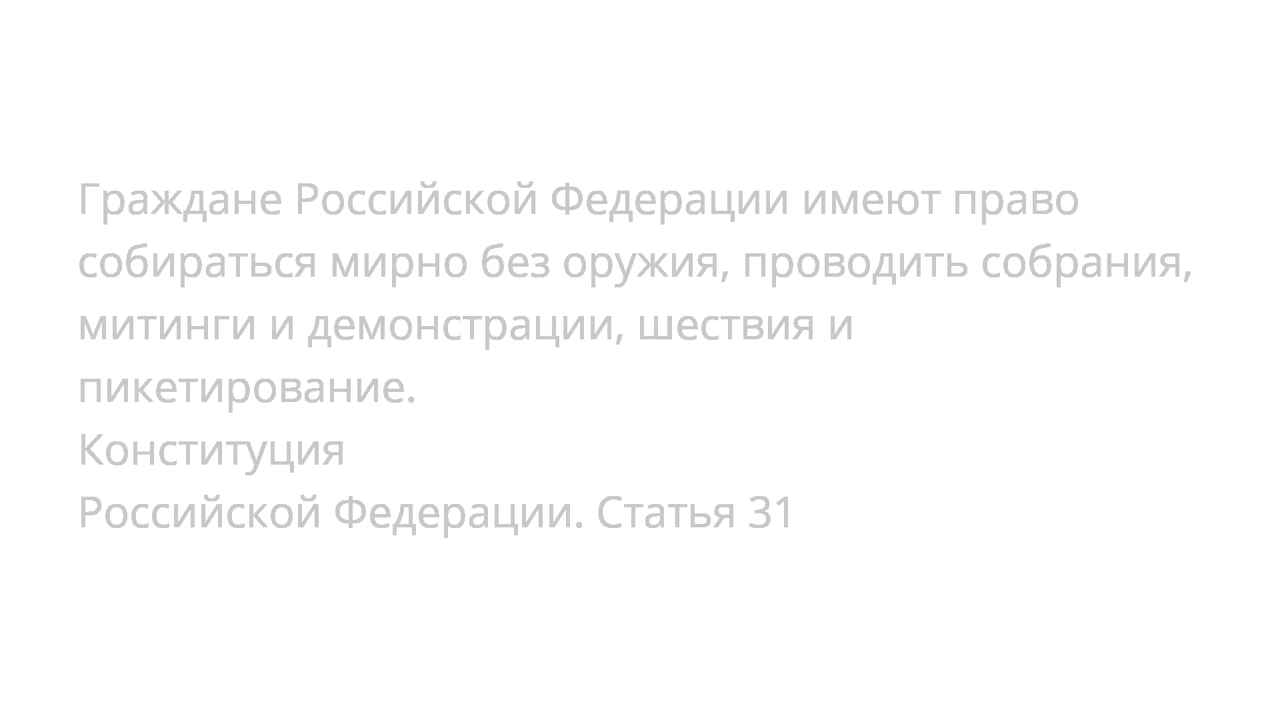 Граждане Российской Федерации имеют право
собираться мирно без оружия, проводить собрания,
митинги и демонстрации, шествия и
пикетирование.
Конституция
Российской Федерации. Статья 31